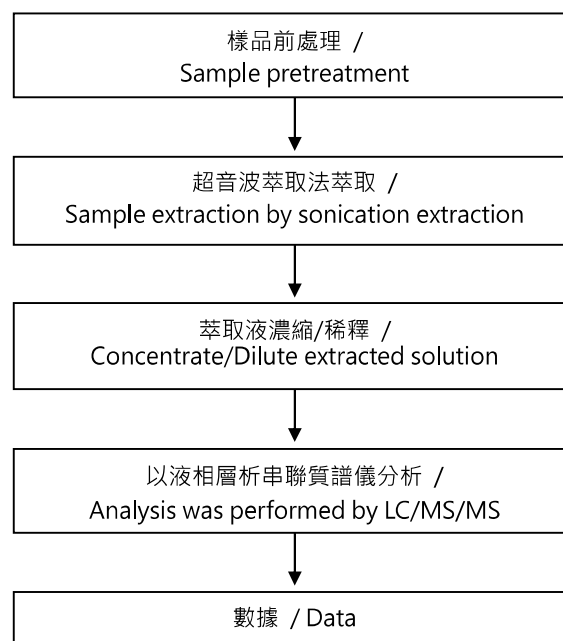 樣品前處理 /
Sample pretreatment
超音波萃取法萃取 /
Sample extraction by sonication extraction
萃取液濃縮/稀釋 /
Concentrate/Dilute extracted solution
以液相層析串聯質譜儀分析 /
Analysis was performed by LC/MS/MS
數據 / Data